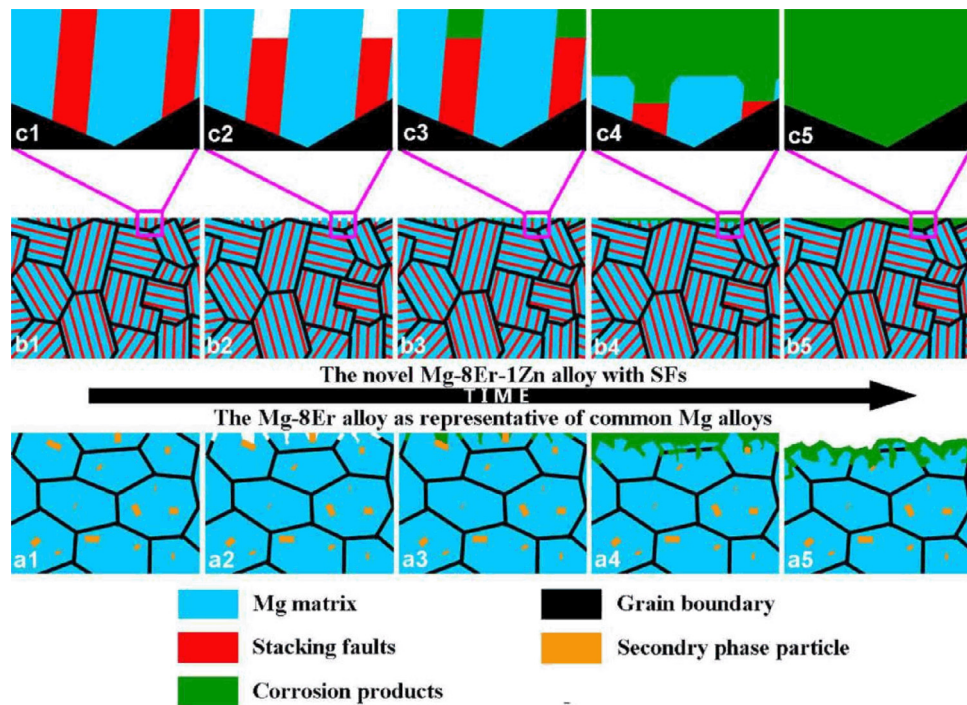 c1 c2 c3 c4 c5
b1 b2 b3 b4 b5
The novel Mg-8Er-1Zn alloy with SFs
TIME
The Mg-8Er alloy as representative of common Mg alloys
a1 a2 a3 a4 a5
Mg matrix
Grain boundary
Stacking faults
Secondry phase particle
Corrosion products